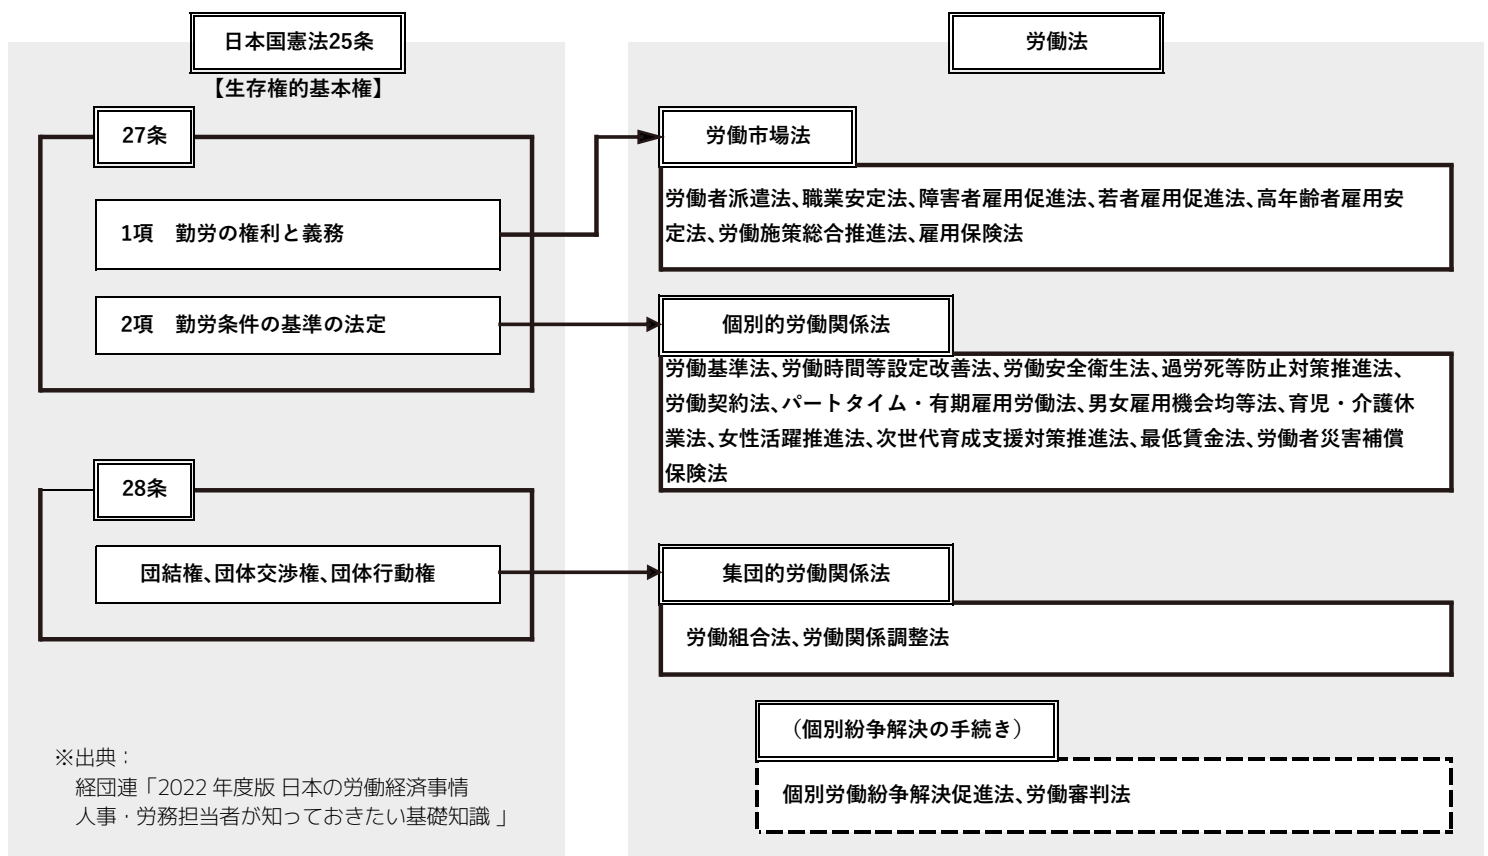 日本国憲法25条
【生存権的基本権】
27条
1項　勤労の権利と義務
2項　勤労条件の基準の法定
28条
団結権、団体交渉権、団体行動権
※出典：
経団連「2022 年度版 日本の労働経済事情
人事・労務担当者が知っておきたい基礎知識 」
労働法
労働市場法
労働者派遣法、職業安定法、障害者雇用促進法、若者雇用促進法、高年齢者雇用安
定法、労働施策総合推進法、雇用保険法
個別的労働関係法
労働基準法、労働時間等設定改善法、労働安全衛生法、過労死等防止対策推進法、
労働契約法、パートタイム・有期雇用労働法、男女雇用機会均等法、育児・介護休
業法、女性活躍推進法、次世代育成支援対策推進法、最低賃金法、労働者災害補償
保険法
集団的労働関係法
労働組合法、労働関係調整法
（個別紛争解決の手続き）
個別労働紛争解決促進法、労働審判法